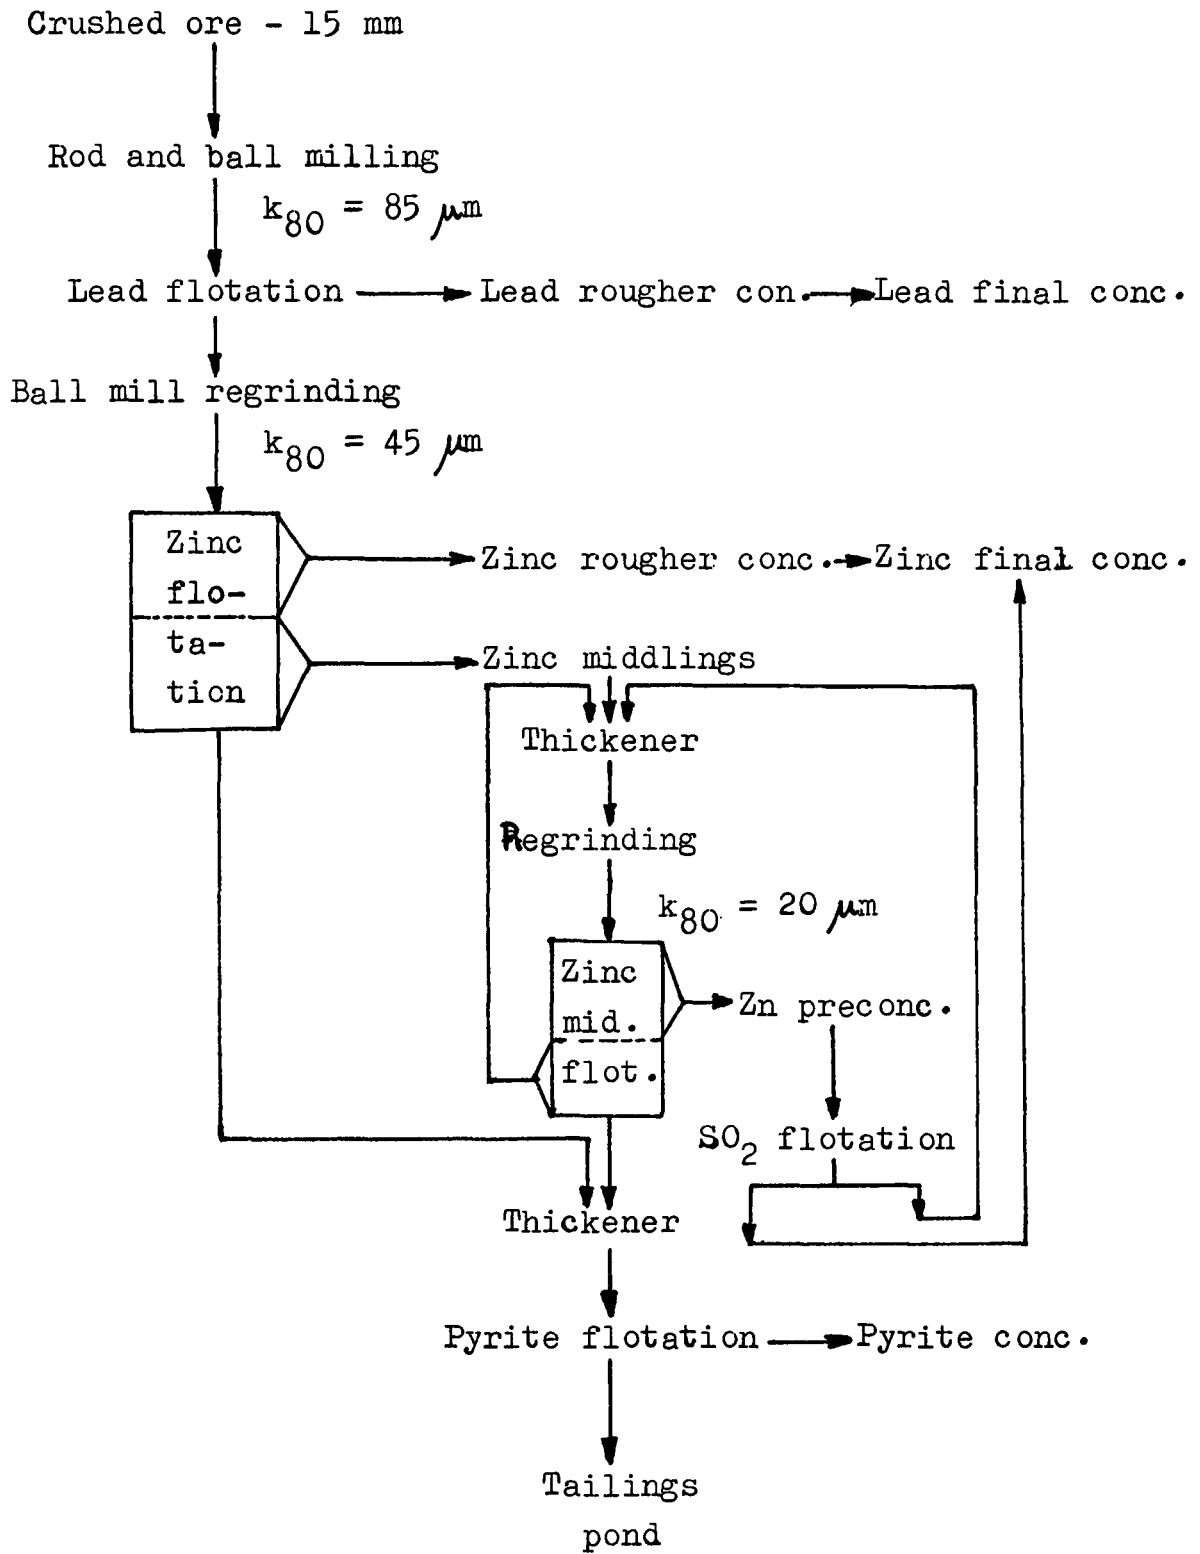 Crushed ore - 15 mm
Rod and ball milling
k80 = 85 μm
Lead flotation
Lead rougher con.
Lead final conc.
Ball mill regrinding
k80 = 45 μm
Zinc
flo-
ta-
tion
Zinc rougher conc.
Zinc final conc.
Zinc middlings
Thickener
Regrinding
k80 = 20 μm
Zinc
mid.
flot.
Zn preconc.
SO2 flotation
Thickener
Pyrite flotation
Pyrite conc.
Tailings
pond